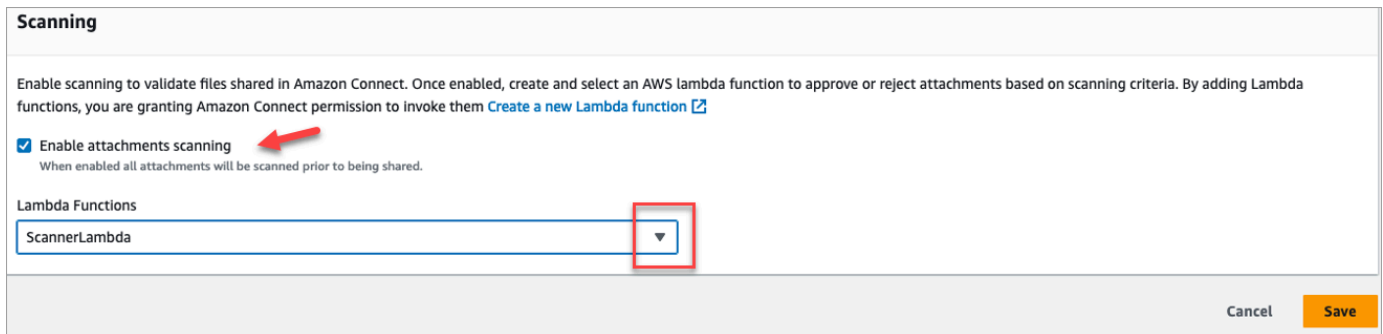 Scanning
Enable scanning to validate files shared in Amazon Connect. Once enabled, create and select an AWS lambda function to approve or reject attachments based on scanning criteria. By adding Lambda
functions, you are granting Amazon Connect permission to invoke them Create a new Lambda function
Enable attachments scanning
When enabled all attachments will be scanned prior to being shared.
Lambda Functions
ScannerLambda
Cancel Save